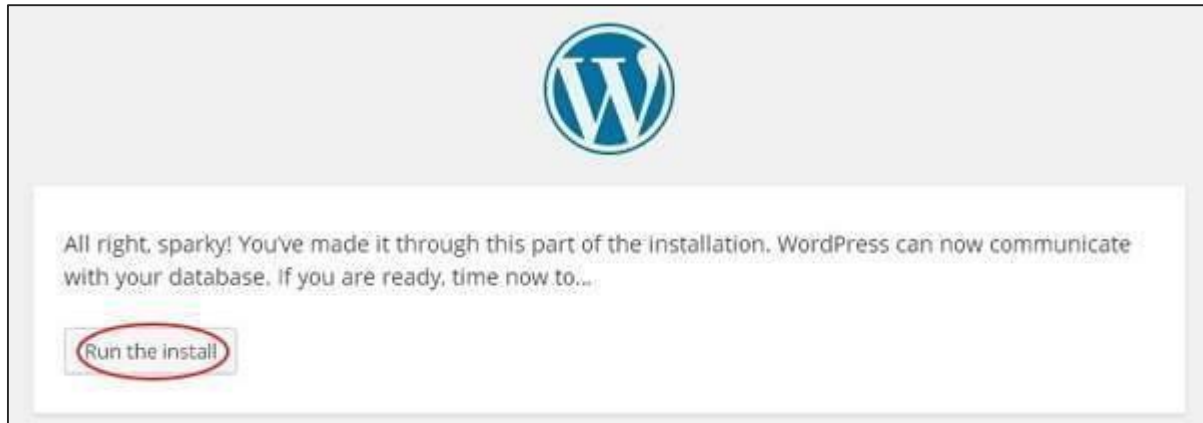 All right, sparky! You've made it through this part of the installation. WordPress can now communicate
with your database. If you are ready, time now to...
Run the install